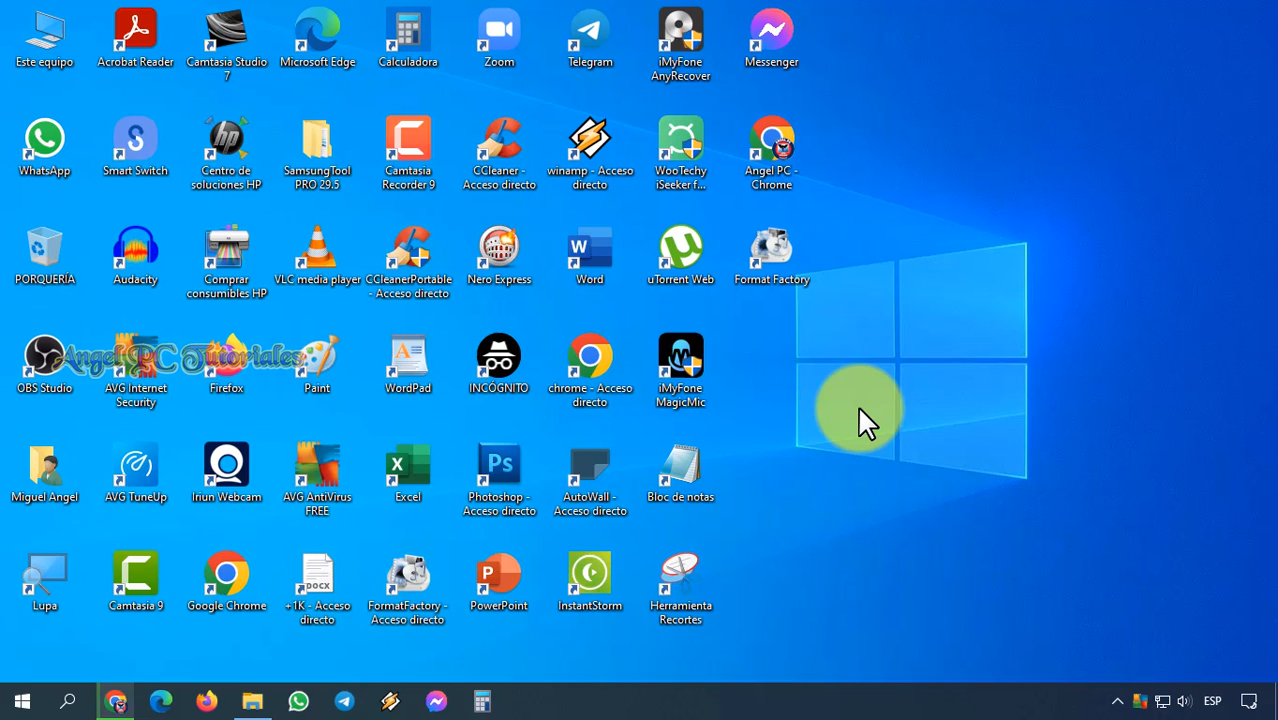 Este equipo
Acrobat Reader
Camtasia Studio
7
Microsoft Edge
Calculadora
Zoom
Telegram
iMyFone
AnyRecover
Messenger
WhatsApp
Smart Switch
hp
Centro de
soluciones HP
SamsungTool
PRO 29.5
Camtasia
Recorder 9
CCleaner -
Acceso directo
winamp - Acceso
directo
WooTechy
iSeeker f...
Angel PC -
Chrome
PORQUERÍA
Audacity
Comprar
consumibles HP
VLC media player
CCleanerPortable
- Acceso directo
Nero Express
Word
uTorrent Web
Format Factory
Angel PC Tutoriales
OBS Studio
AVG Internet
Security
Firefox
Paint
WordPad
INCÓGNITO
chrome - Acceso
directo
iMyFone
MagicMic
Miguel Angel
AVG TuneUp
Iriun Webcam
AVG AntiVirus
FREE
Excel
Ps
Photoshop -
Acceso directo
AutoWall -
Acceso directo
Bloc de notas
Lupa
Camtasia 9
Google Chrome
DOCX
+1K - Acceso
directo
FormatFactory -
Acceso directo
PowerPoint
InstantStorm
Herramienta
Recortes
ESP